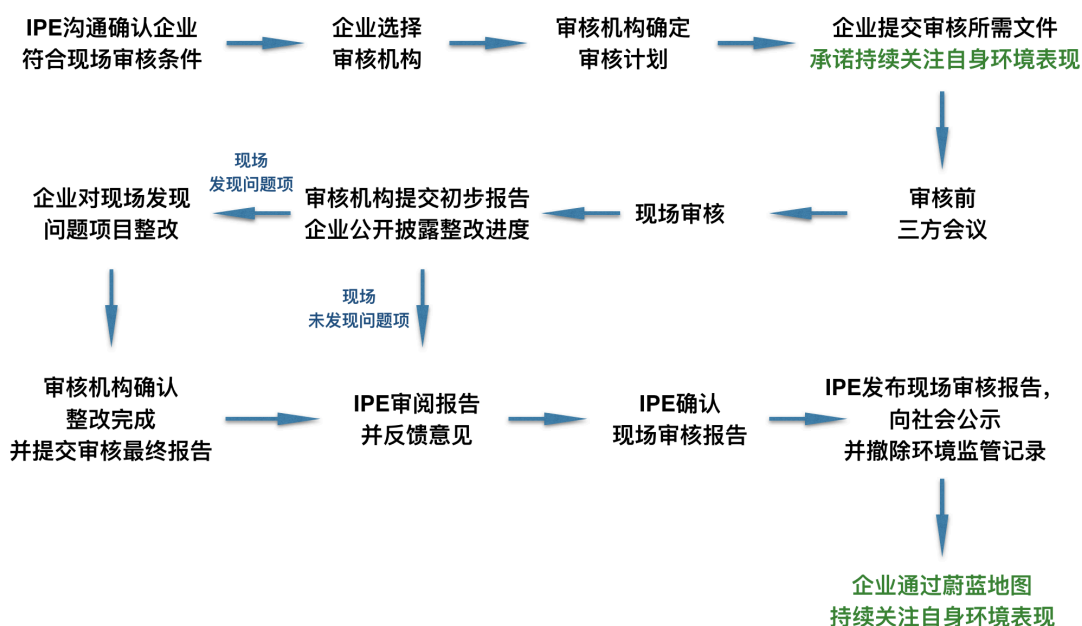 IPE沟通确认企业
符合现场审核条件
企业选择
审核机构
审核机构确定
审核计划
企业提交审核所需文件
承诺持续关注自身环境表现
审核前
三方会议
现场审核
审核机构提交初步报告
企业公开披露整改进度
现场
发现问题项
企业对现场发现
问题项目整改
现场
未发现问题项
审核机构确认
整改完成
并提交审核最终报告
IPE审阅报告
并反馈意见
IPE确认
现场审核报告
IPE发布现场审核报告,
向社会公示
并撤除环境监管记录
企业通过蔚蓝地图
持续关注自身环境表现